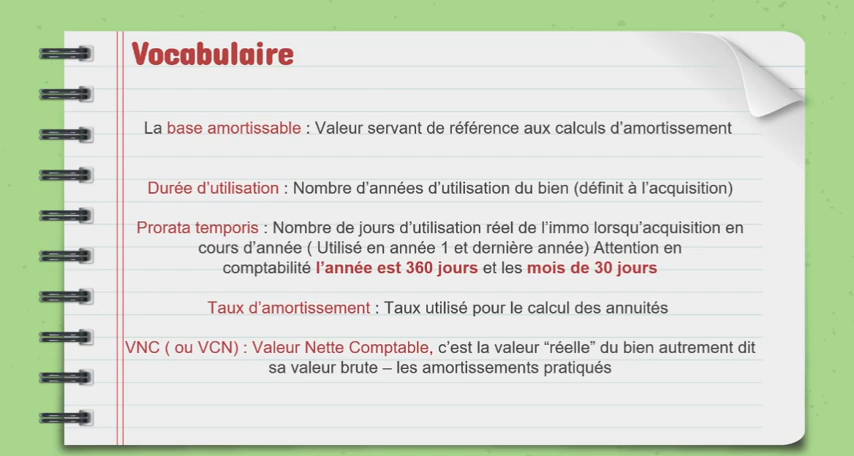 Vocabulaire
La base amortissable : Valeur servant de référence aux calculs d'amortissement
Durée d'utilisation : Nombre d'années d'utilisation du bien (définit à l'acquisition)
Prorata temporis : Nombre de jours d'utilisation réel de l'immo lorsqu'acquisition en
cours d'année ( Utilisé en année 1 et dernière année) Attention en
comptabilité l'année est 360 jours et les mois de 30 jours
Taux d'amortissement : Taux utilisé pour le calcul des annuités
VNC ( ou VCN) : Valeur Nette Comptable, c'est la valeur “réelle” du bien autrement dit
sa valeur brute – les amortissements pratiqués